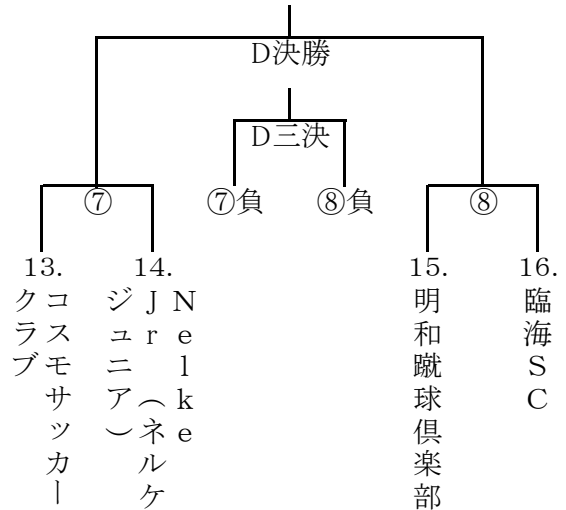 D決勝
D三決
⑦
⑦負
⑧負
⑧
13.
14.
15.
16.
コスモサッカー
クラブ
Nelke
Jr（ネルケ
ジュニア）
明和蹴球倶楽部
臨海SC